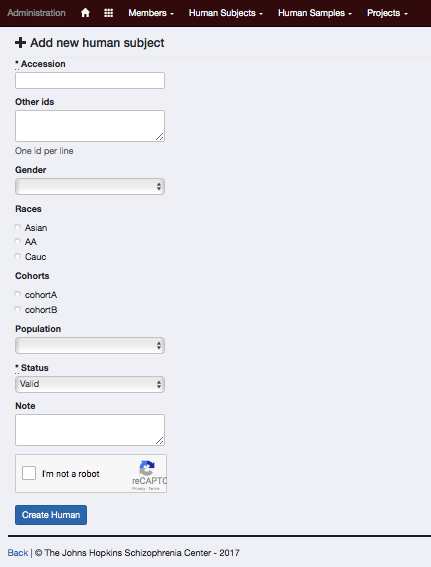 Administration Members Human Subjects Human Samples Projects
Add new human subject
* Accession
Other ids
One id per line
Gender
Races
Asian
AA
Cauc
Cohorts
cohortA
cohortB
Population
* Status
Valid
Note
I'm not a robot
reCAPTC
Privacy - Terms
Create Human
Back | © The Johns Hopkins Schizophrenia Center - 2017